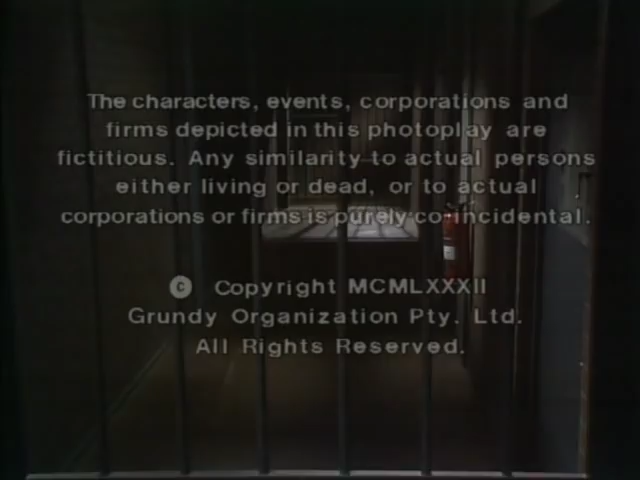 The characters, events, corporations and
firms depicted in this photoplay are
fictitious. Any similarity to actual persons
either living or dead, or to actual
corporations or firms is purely co-incidental.
© Copyright MCMLXXXII
Grundy Organization Pty. Ltd.
All Rights Reserved.